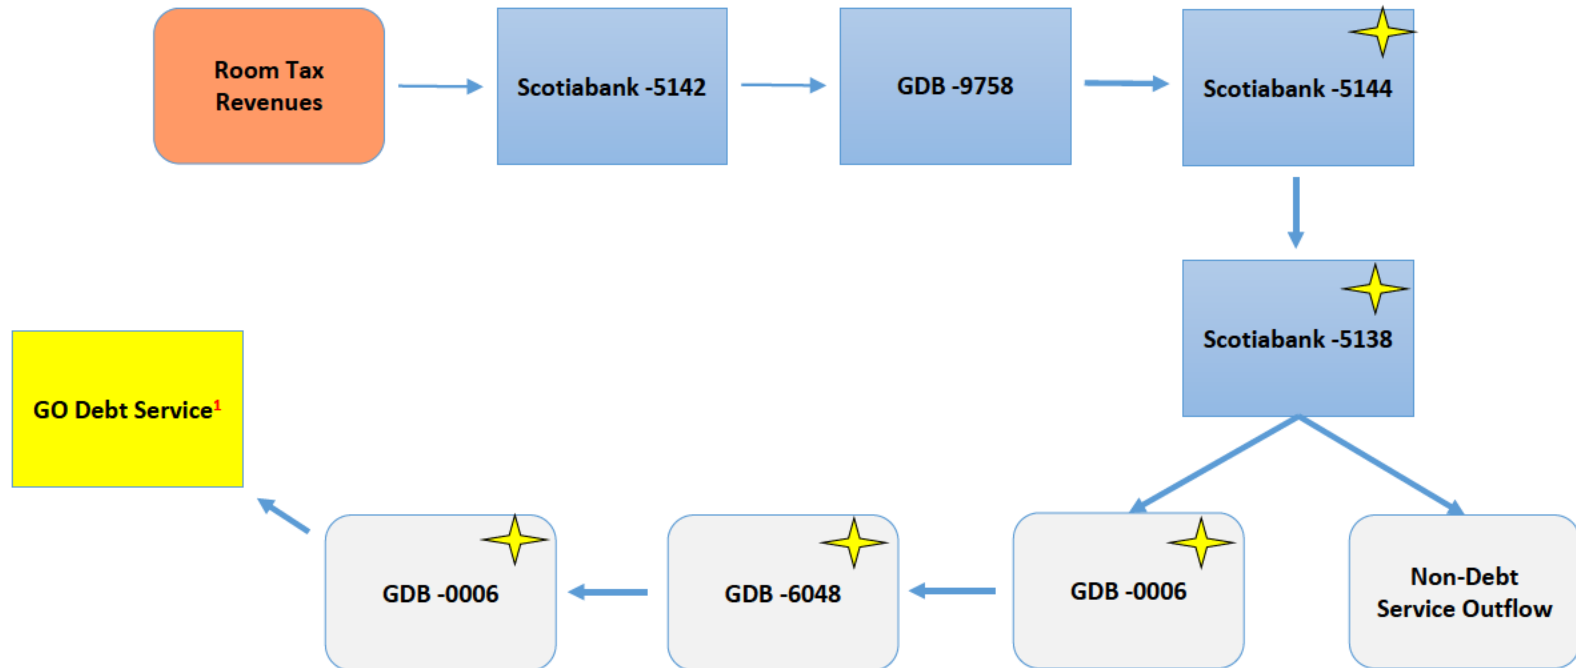 Room Tax
Revenues
Scotiabank -5142
GDB -9758
Scotiabank -5144
Scotiabank -5138
GO Debt Service¹
GDB -0006
GDB -6048
GDB -0006
Non-Debt
Service Outflow